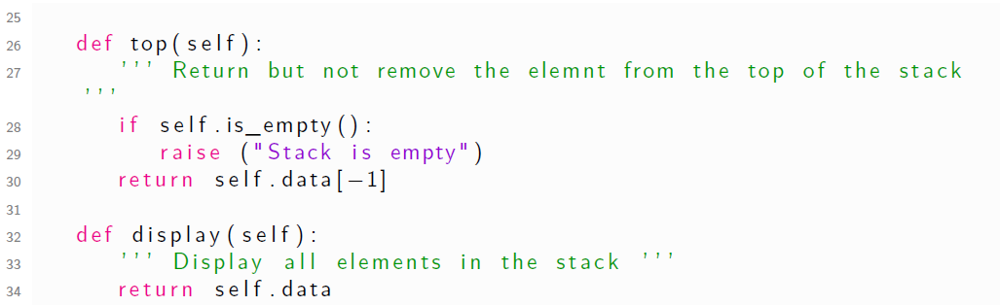 25
26 def top(self):
27 ''' Return but not remove the elemnt from the top of the stack
'''
28 if self.is_empty():
29 raise ("Stack is empty")
30 return self.data[-1]
31
32 def display(self):
33 ''' Display all elements in the stack '''
34 return self.data